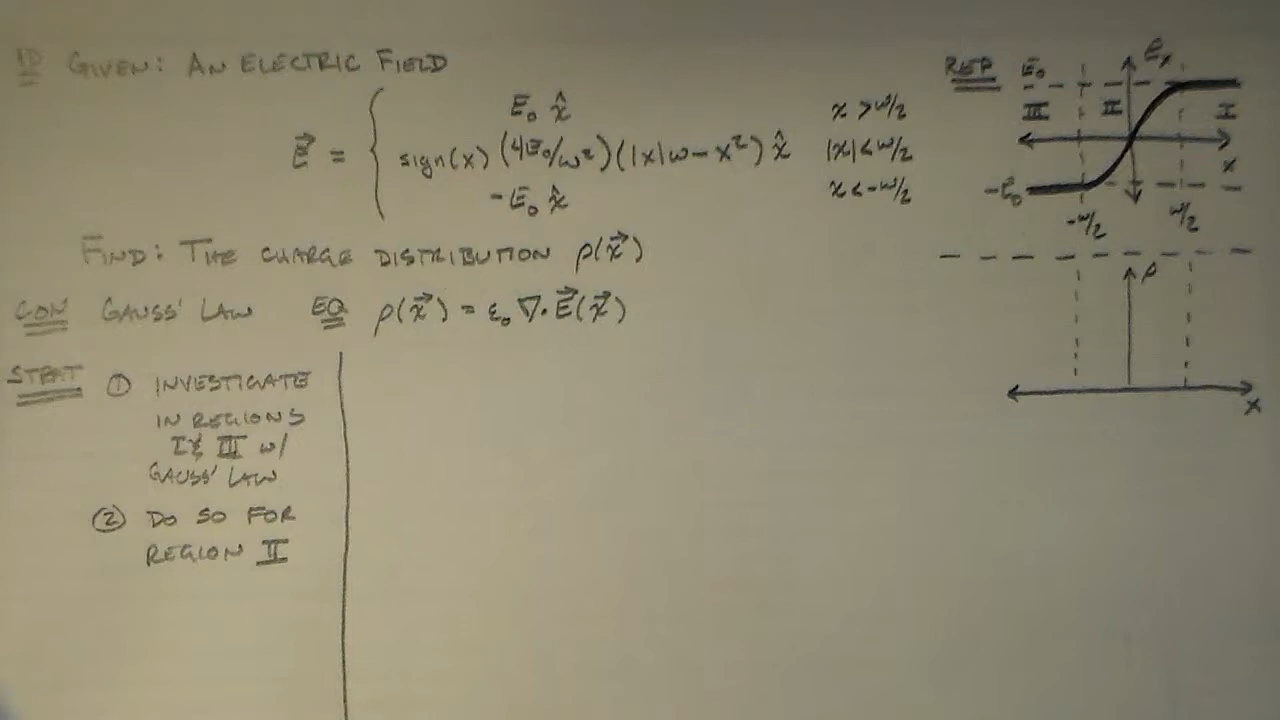 ID GIVEN: AN ELECTRIC FIELD
E⃗ = { E₀ x̂ x > w/2
sign(x) (4E₀/w²)(|x|w - x²) x̂ |x| < w/2
-E₀ x̂ x < -w/2
FIND: THE CHARGE DISTRIBUTION ρ(x⃗)
CON GAUSS' LAW EQ ρ(x⃗) = ε₀ ∇· E⃗(x⃗)
STRAT ① INVESTIGATE
IN REGIONS
I & III w/
GAUSS' LAW
② DO SO FOR
REGION II
REP E₀ Eₓ
III II I
x
-E₀
-w/2 w/2
ρ
x